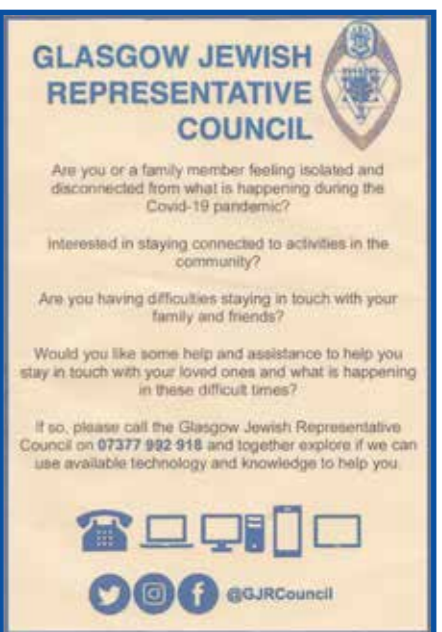 GLASGOW JEWISH
REPRESENTATIVE
COUNCIL
Are you or a family member feeling isolated and
disconnected from what is happening during the
Covid-19 pandemic?
Interested in staying connected to activities in the
community?
Are you having difficulties staying in touch with your
family and friends?
Would you like some help and assistance to help you
stay in touch with your loved ones and what is happening
in these difficult times?
If so, please call the Glasgow Jewish Representative
Council on 07377 992 918 and together explore if we can
use available technology and knowledge to help you.
@GJRCouncil